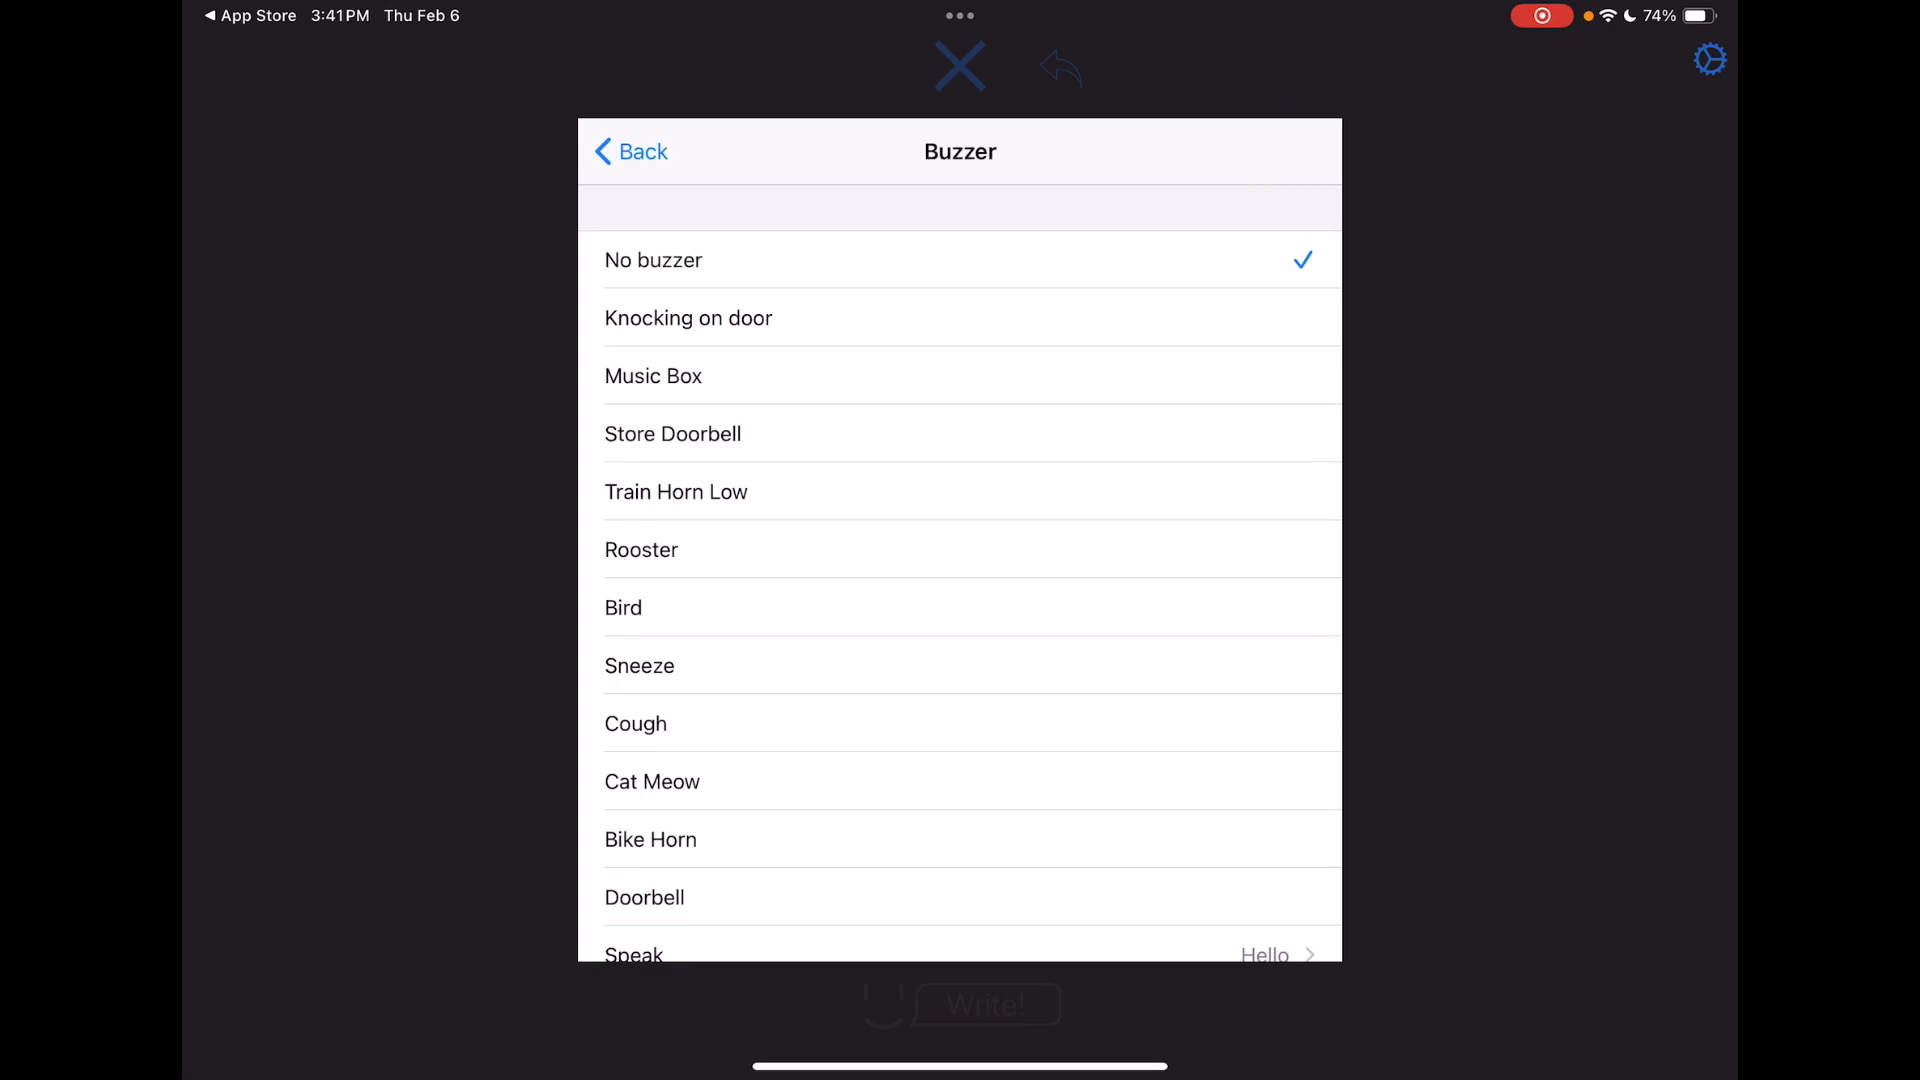 App Store 3:41PM Thu Feb 6
74%
Back
Buzzer
No buzzer
Knocking on door
Music Box
Store Doorbell
Train Horn Low
Rooster
Bird
Sneeze
Cough
Cat Meow
Bike Horn
Doorbell
Speak Hello
Write!